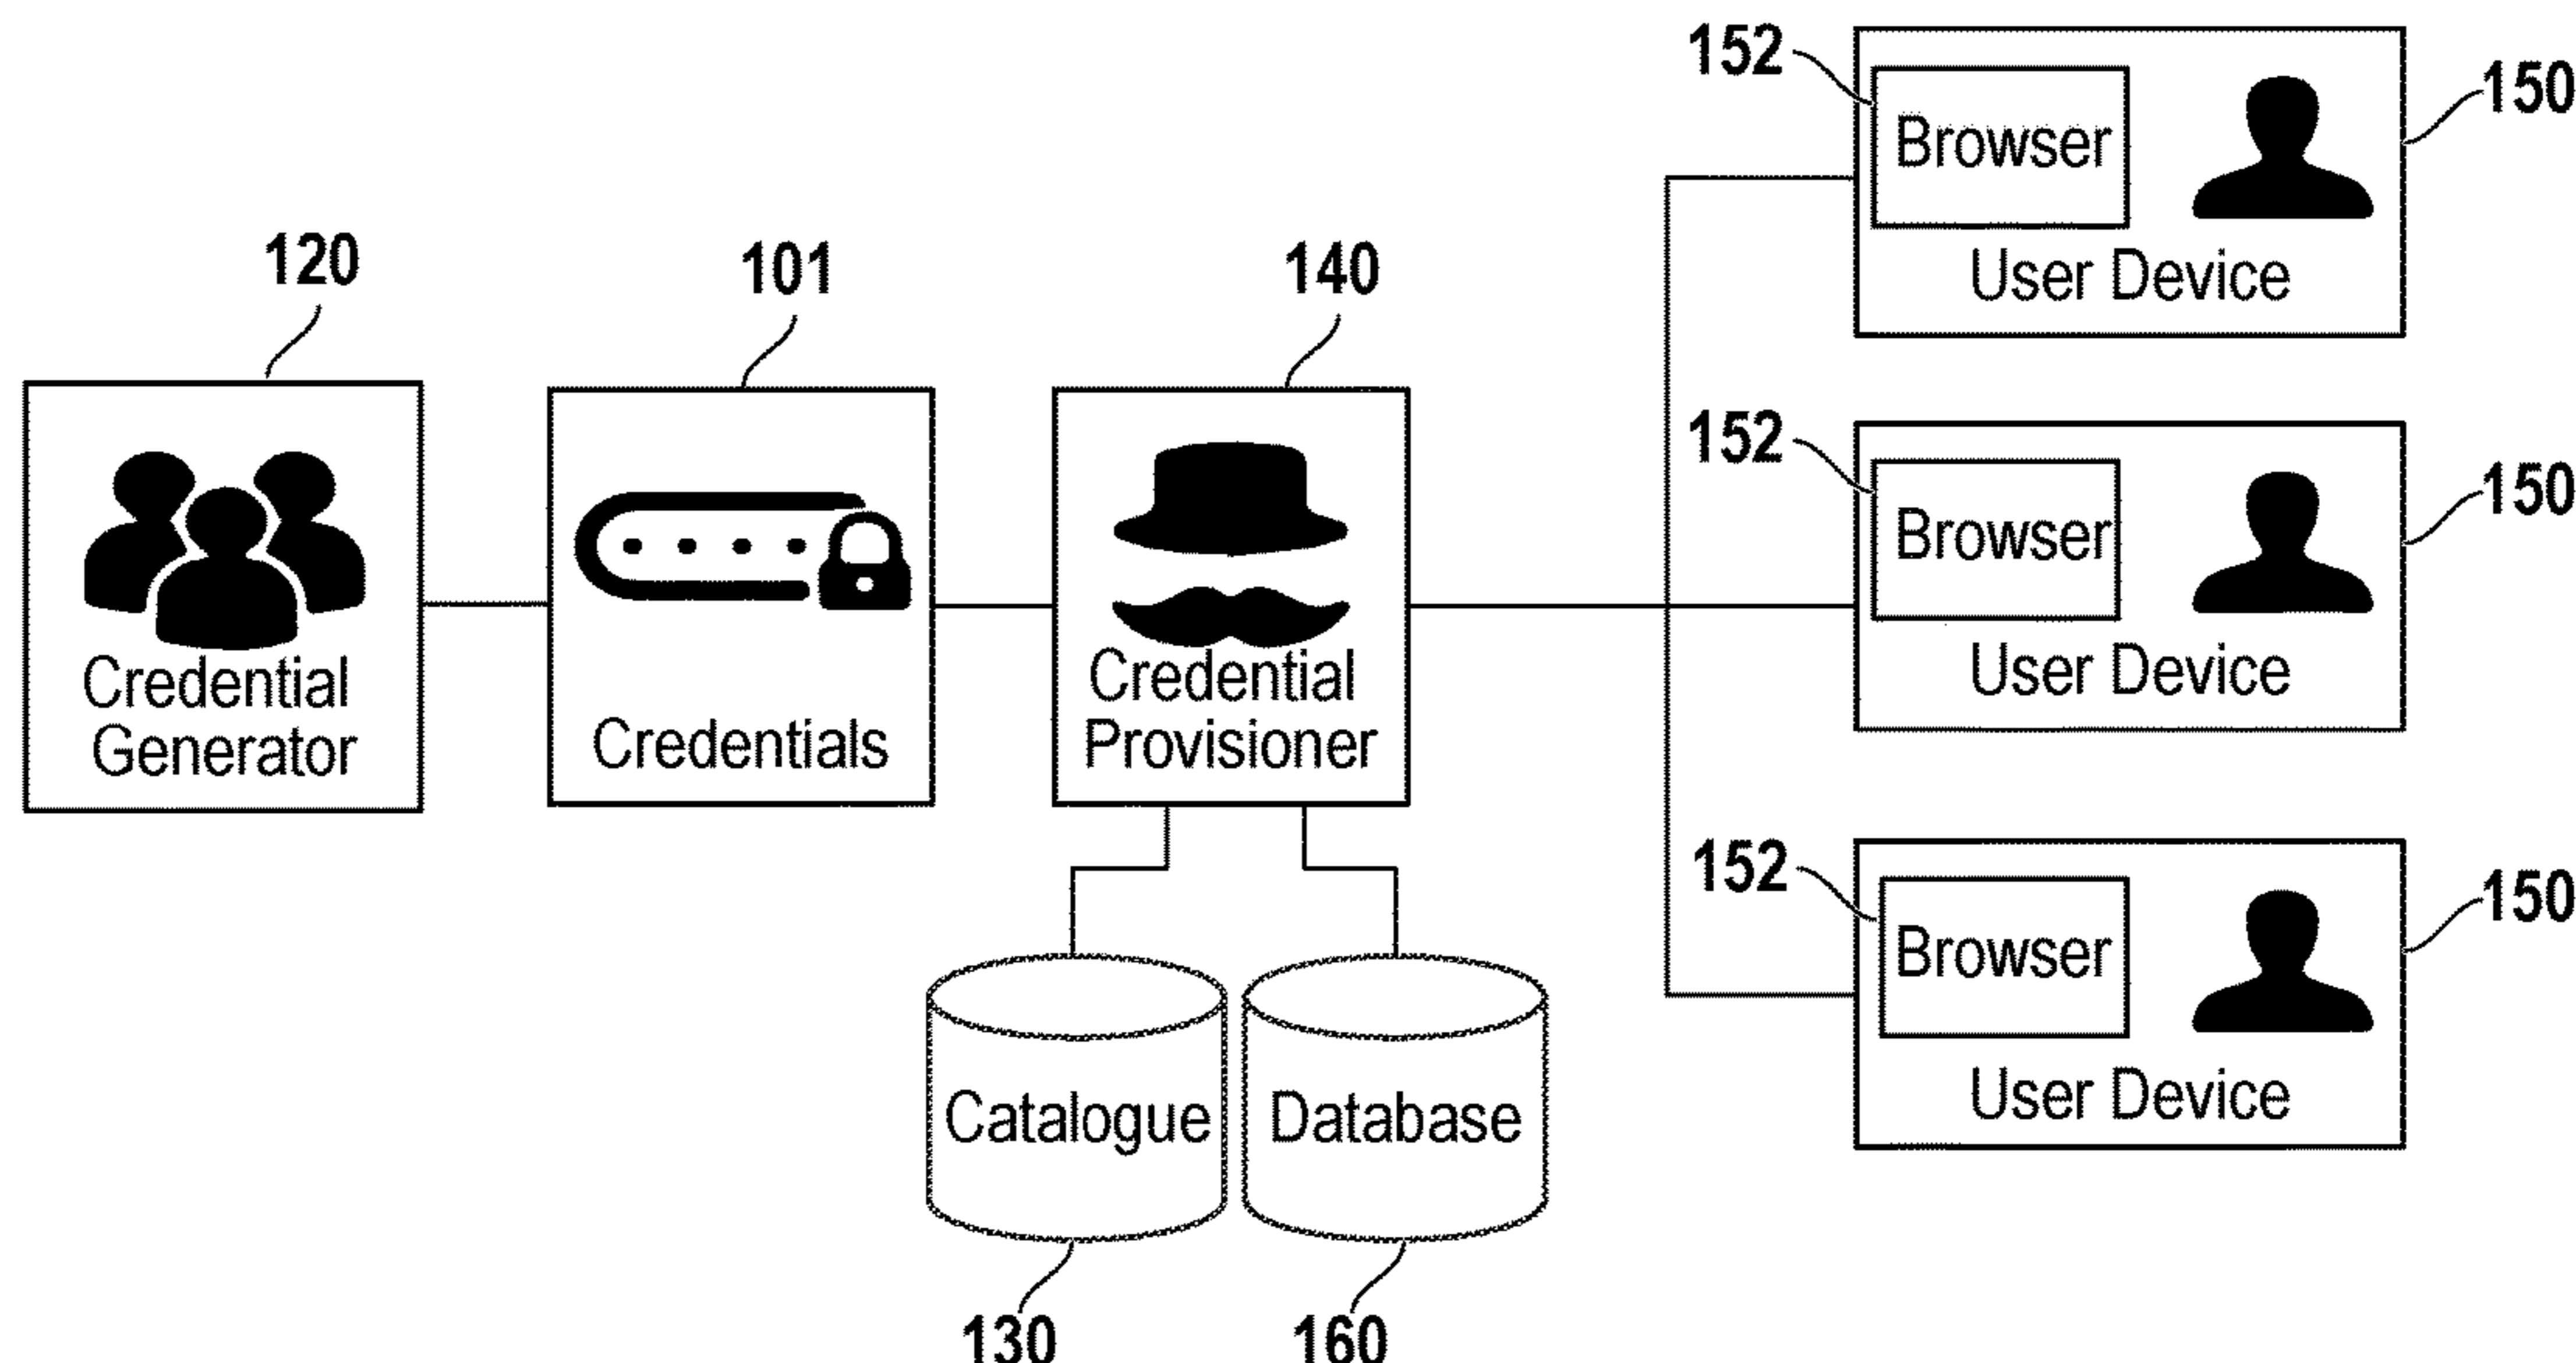 152
150
Browser
User Device
120
101
140
152
150
Browser
User Device
Credential
Generator
Credentials
Credential
Provisioner
152
150
Browser
User Device
Catalogue
Database
130
160